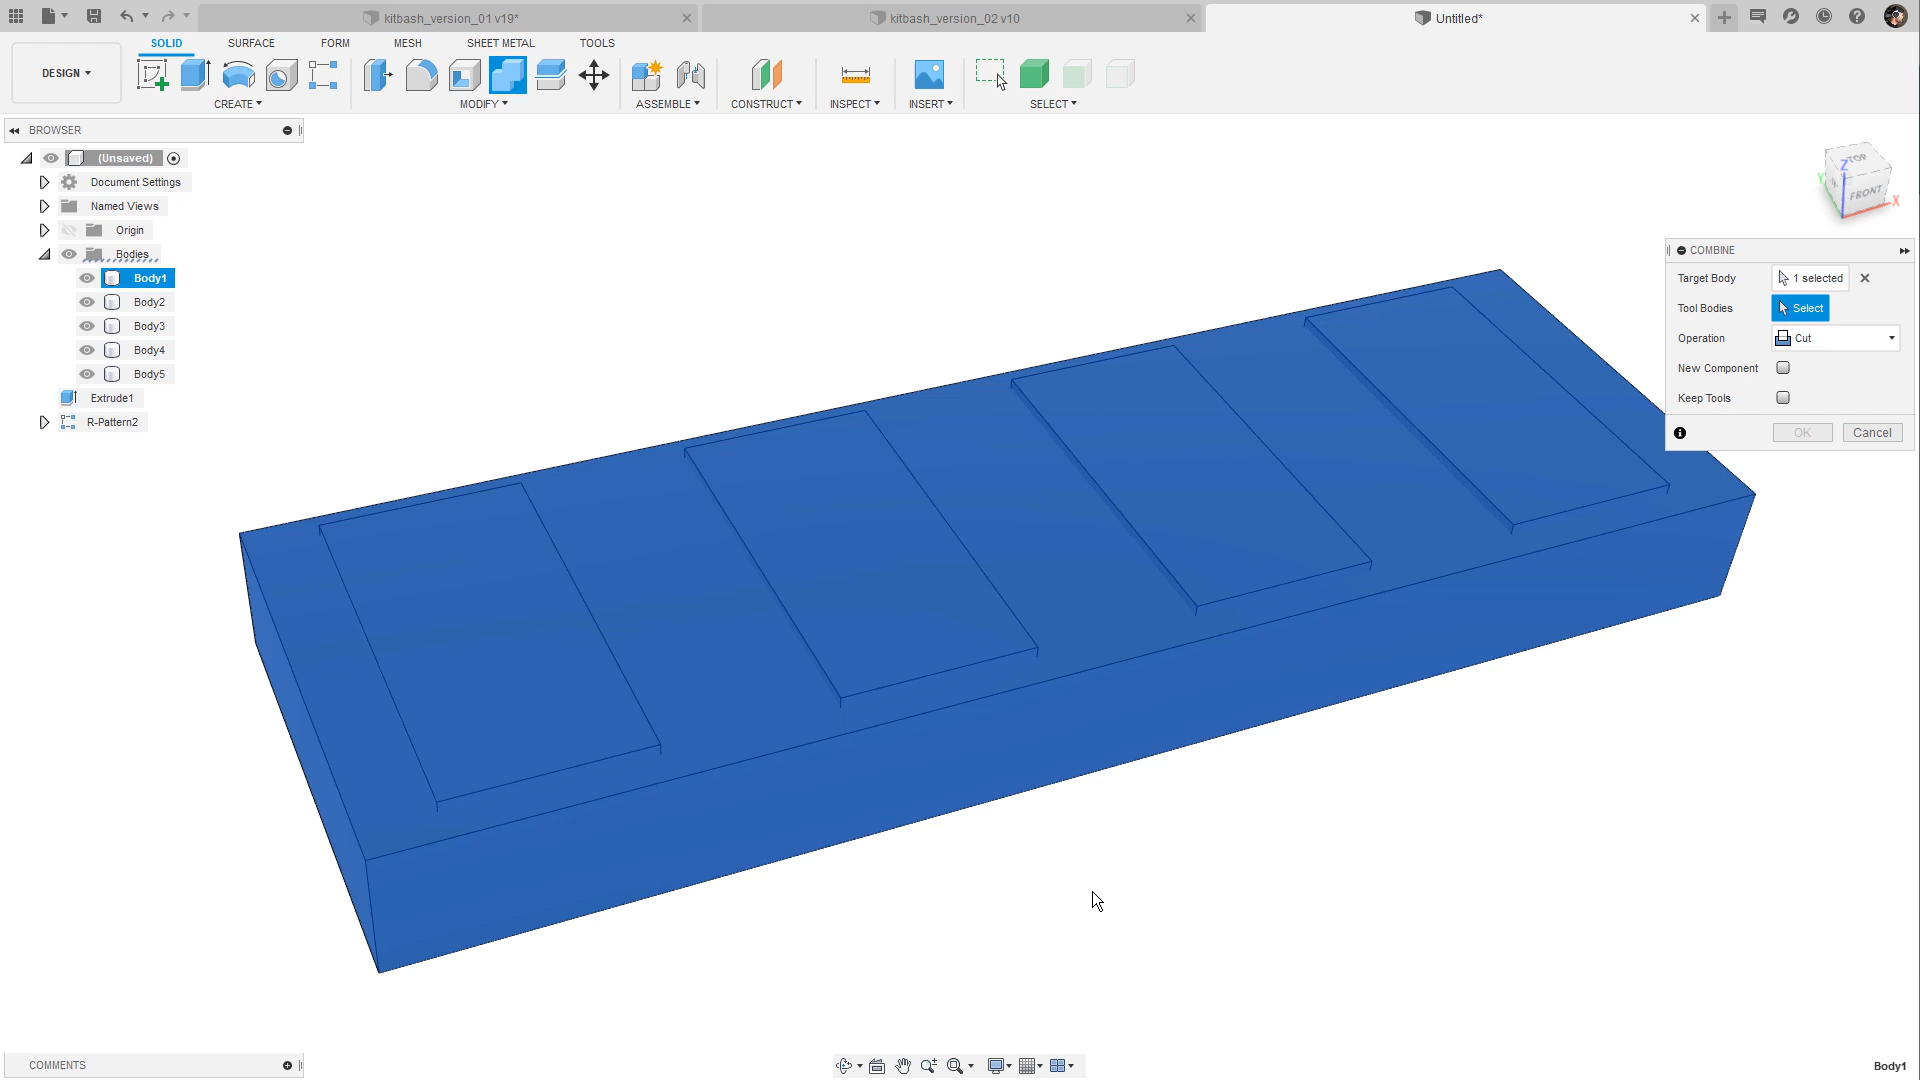 kitbash_version_01 v19*
kitbash_version_02 v10
Untitled*
DESIGN
SOLID
SURFACE
FORM
MESH
SHEET METAL
TOOLS
CREATE
MODIFY
ASSEMBLE
CONSTRUCT
INSPECT
INSERT
SELECT
BROWSER
(Unsaved)
Document Settings
Named Views
Origin
Bodies
Body1
Body2
Body3
Body4
Body5
Extrude1
R-Pattern2
TOP
FRONT
Z
Y
X
COMBINE
Target Body
1 selected
Tool Bodies
Select
Operation
Cut
New Component
Keep Tools
OK
Cancel
COMMENTS
Body1